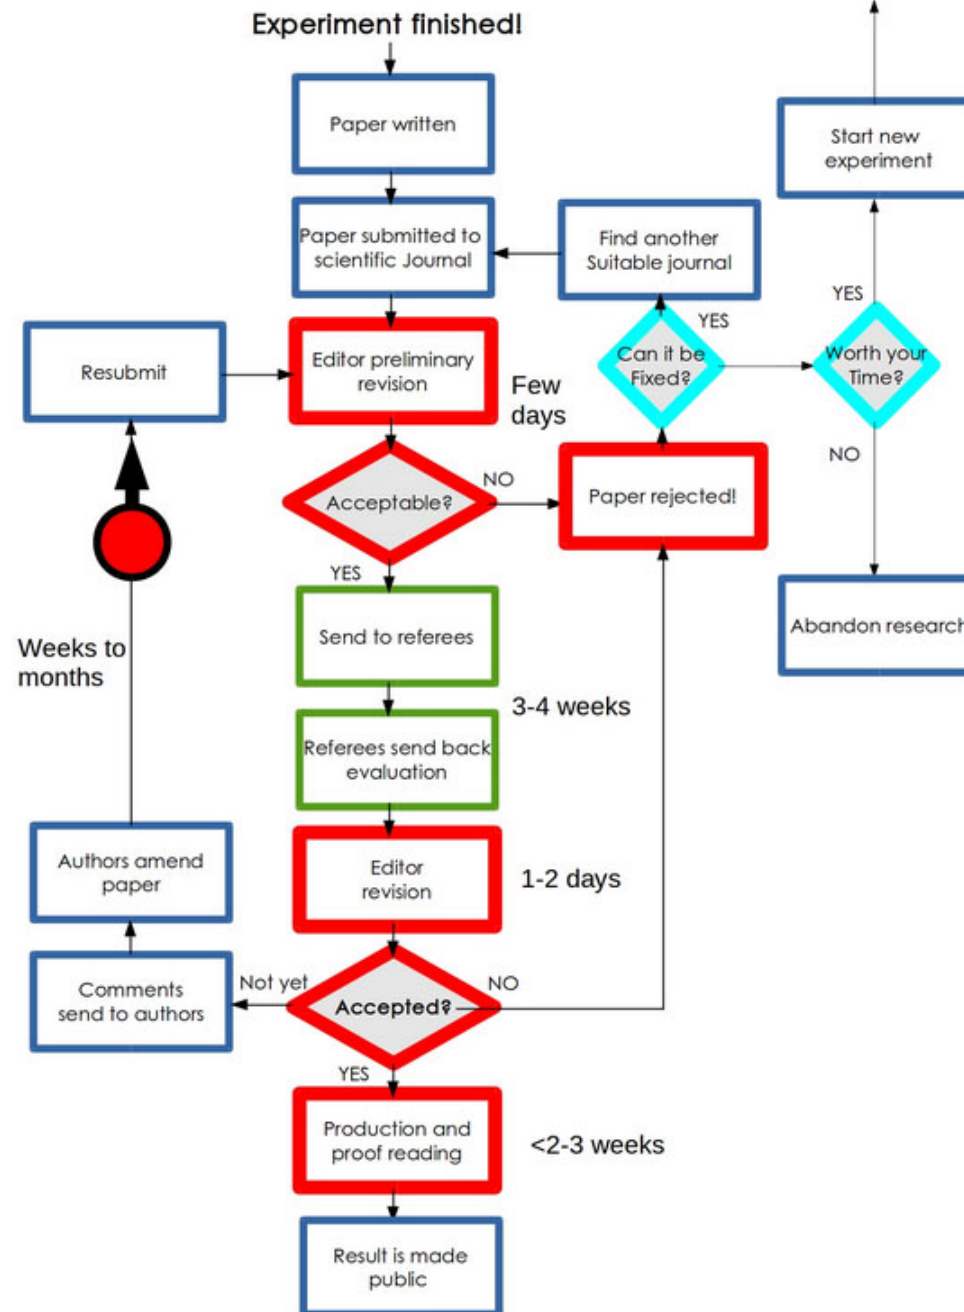 Experiment finished!
Paper written
Start new
experiment
Paper submitted to
scientific Journal
Find another
Suitable journal
YES
YES
Resubmit
Editor preliminary
revision
Can it be
Fixed?
Worth your
Time?
Few
days
NO
NO
Acceptable?
Paper rejected!
YES
Send to referees
Abandon research
Weeks to
months
3-4 weeks
Referees send back
evaluation
Authors amend
paper
Editor
revision
1-2 days
Not yet
NO
Comments
send to authors
Accepted?
YES
Production and
proof reading
<2-3 weeks
Result is made
public